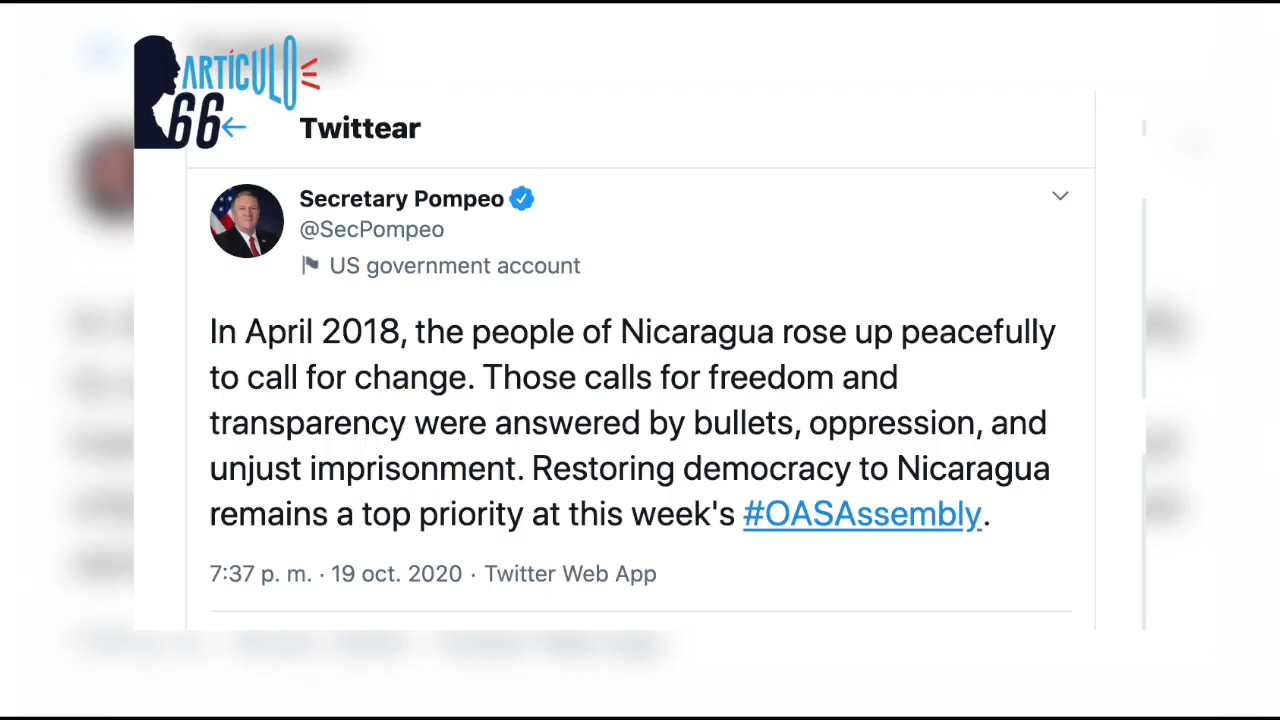 ARTÍCULO
66
Twittear
Secretary Pompeo
@SecPompeo
US government account
In April 2018, the people of Nicaragua rose up peacefully
to call for change. Those calls for freedom and
transparency were answered by bullets, oppression, and
unjust imprisonment. Restoring democracy to Nicaragua
remains a top priority at this week's #OASAssembly.
7:37 p. m. · 19 oct. 2020 · Twitter Web App